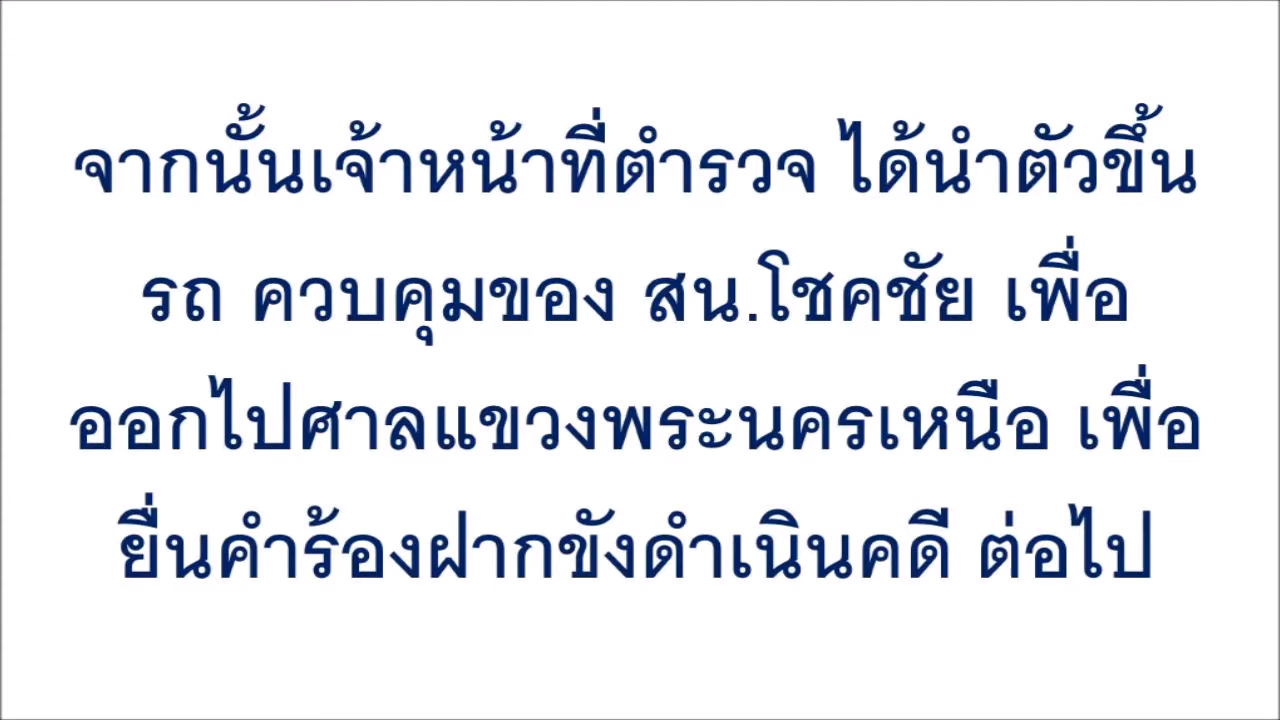 จากนั้นเจ้าหน้าที่ตำรวจ ได้นำตัวขึ้น
รถ ควบคุมของ สน.โชคชัย เพื่อ
ออกไปศาลแขวงพระนครเหนือ เพื่อ
ยื่นคำร้องฝากขังดำเนินคดี ต่อไป